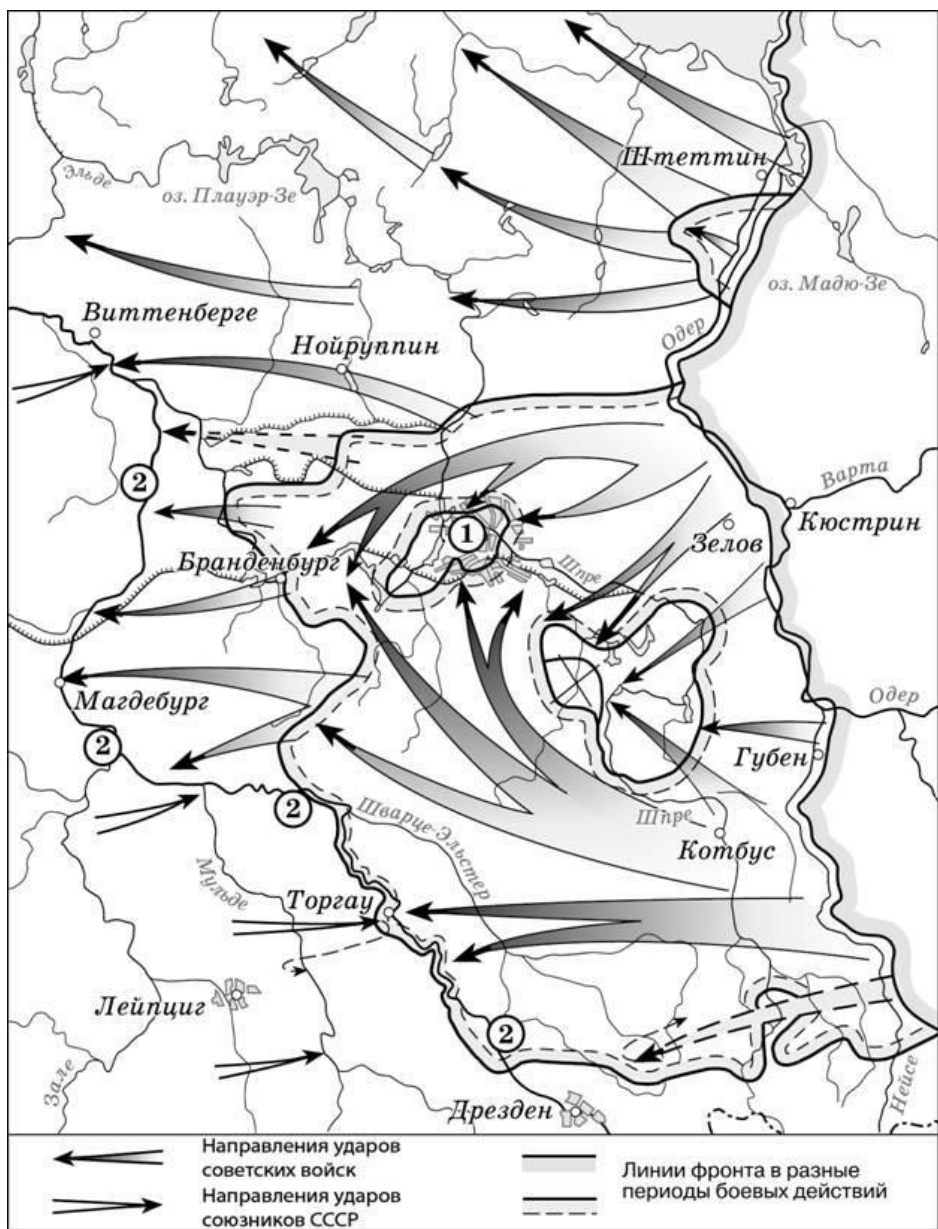 Штеттин
Эльде
оз. Плауэр-Зе
оз. Мадю-Зе
Виттенберге
Нойруппин
Одер
2
Варта
Кюстрин
1
Зелов
Бранденбург
Шпре
Магдебург
Одер
2
Губен
2
Шварце-Эльстер
Шпре
Котбус
Мульде
Торгау
Лейпциг
2
Зале
Дрезден
Нейсе
Направления ударов
советских войск
Направления ударов
союзников СССР
Линии фронта в разные
периоды боевых действий